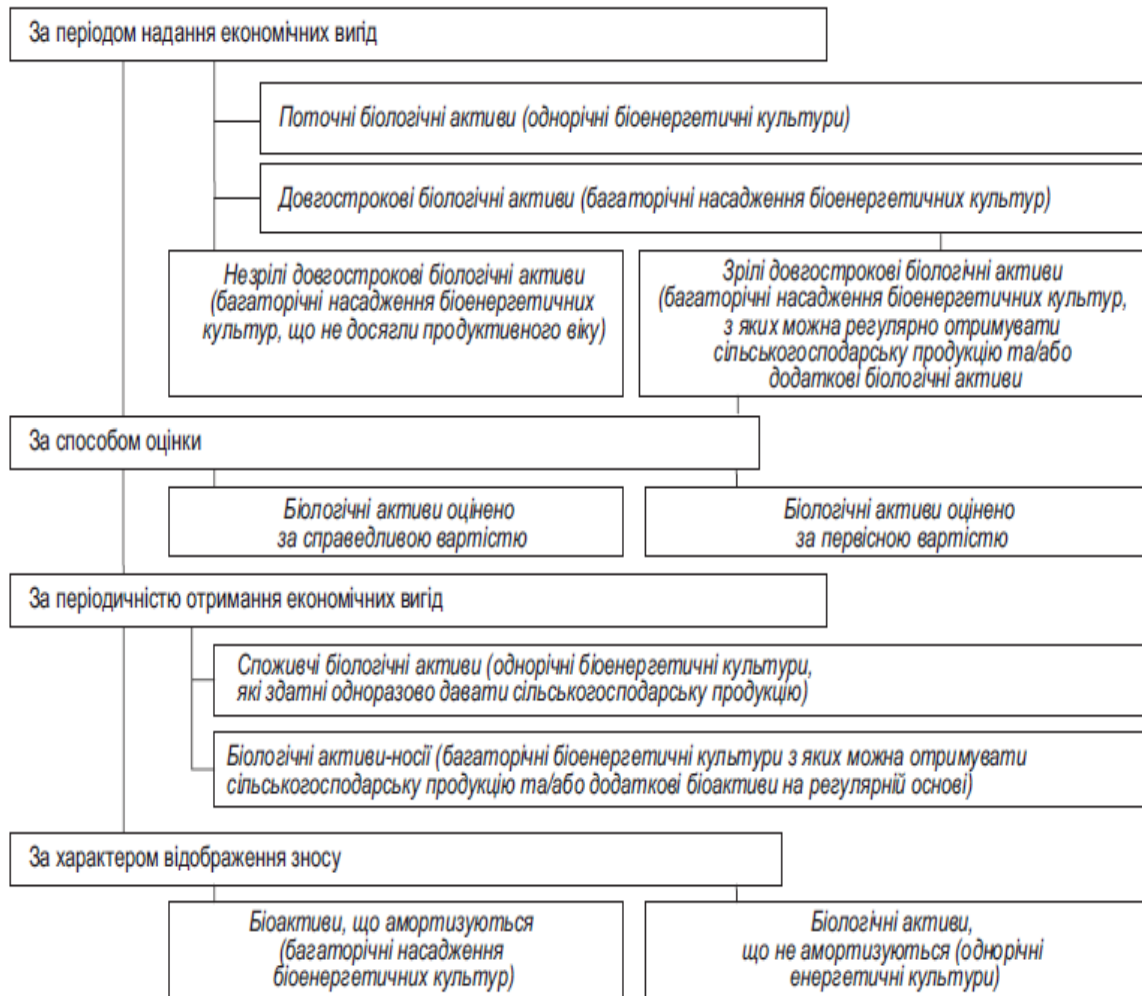 За періодом надання економічних вигід
Поточні біологічні активи (однорічні біоенергетичні культури)
Довгострокові біологічні активи (багаторічні насадження біоенергетичних культур)
Незрілі довгострокові біологічні активи
(багаторічні насадження біоенергетичних
культур, що не досягли продуктивного віку)
Зрілі довгострокові біологічні активи
(багаторічні насадження біоенергетичних культур,
з яких можна регулярно отримувати
сільськогосподарську продукцію та/або
додаткові біологічні активи
За способом оцінки
Біологічні активи оцінено
за справедливою вартістю
Біологічні активи оцінено
за первісною вартістю
За періодичністю отримання економічних вигід
Споживчі біологічні активи (однорічні біоенергетичні культури,
які здатні одноразово давати сільськогосподарську продукцію)
Біологічні активи-носії (багаторічні біоенергетичні культури з яких можна отримувати
сільськогосподарську продукцію та/або додаткові біоактиви на регулярній основі)
За характером відображення зносу
Біоактиви, що амортизуються
(багаторічні насадження
біоенергетичних культур)
Біологічні активи,
що не амортизуються (однорічні
енергетичні культури)